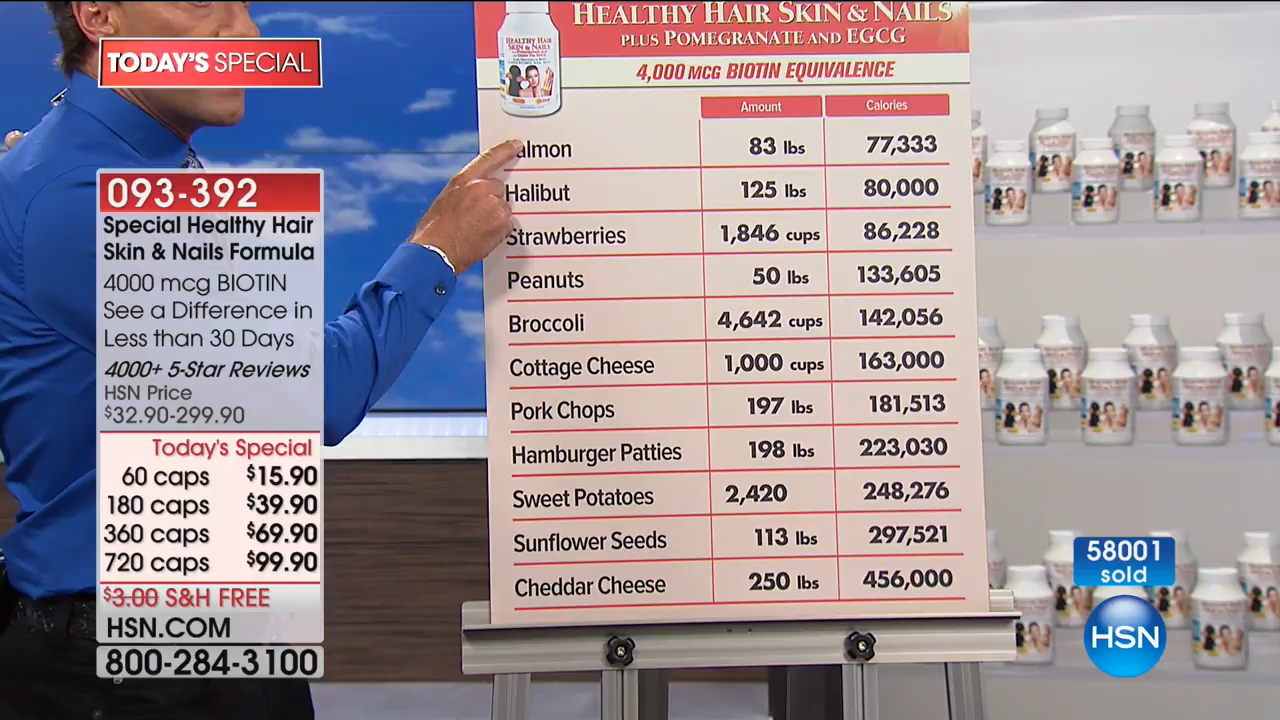 TODAY'S SPECIAL
093-392
Special Healthy Hair
Skin & Nails Formula
4000 mcg BIOTIN
See a Difference in
Less than 30 Days
4000+ 5-Star Reviews
HSN Price
$32.90-299.90
Today's Special
60 caps $15.90
180 caps $39.90
360 caps $69.90
720 caps $99.90
$3.00 S&H FREE
HSN.COM
800-284-3100
HEALTHY HAIR SKIN & NAILS
PLUS POMEGRANATE AND EGCG
4,000 MCG BIOTIN EQUIVALENCE
HEALTHY HAIR
SKIN & NAILS
Amount Calories
almon 83 lbs 77,333
Halibut 125 lbs 80,000
Strawberries 1,846 cups 86,228
Peanuts 50 lbs 133,605
Broccoli 4,642 cups 142,056
Cottage Cheese 1,000 cups 163,000
Pork Chops 197 lbs 181,513
Hamburger Patties 198 lbs 223,030
Sweet Potatoes 2,420 248,276
Sunflower Seeds 113 lbs 297,521
Cheddar Cheese 250 lbs 456,000
58001
sold
HSN